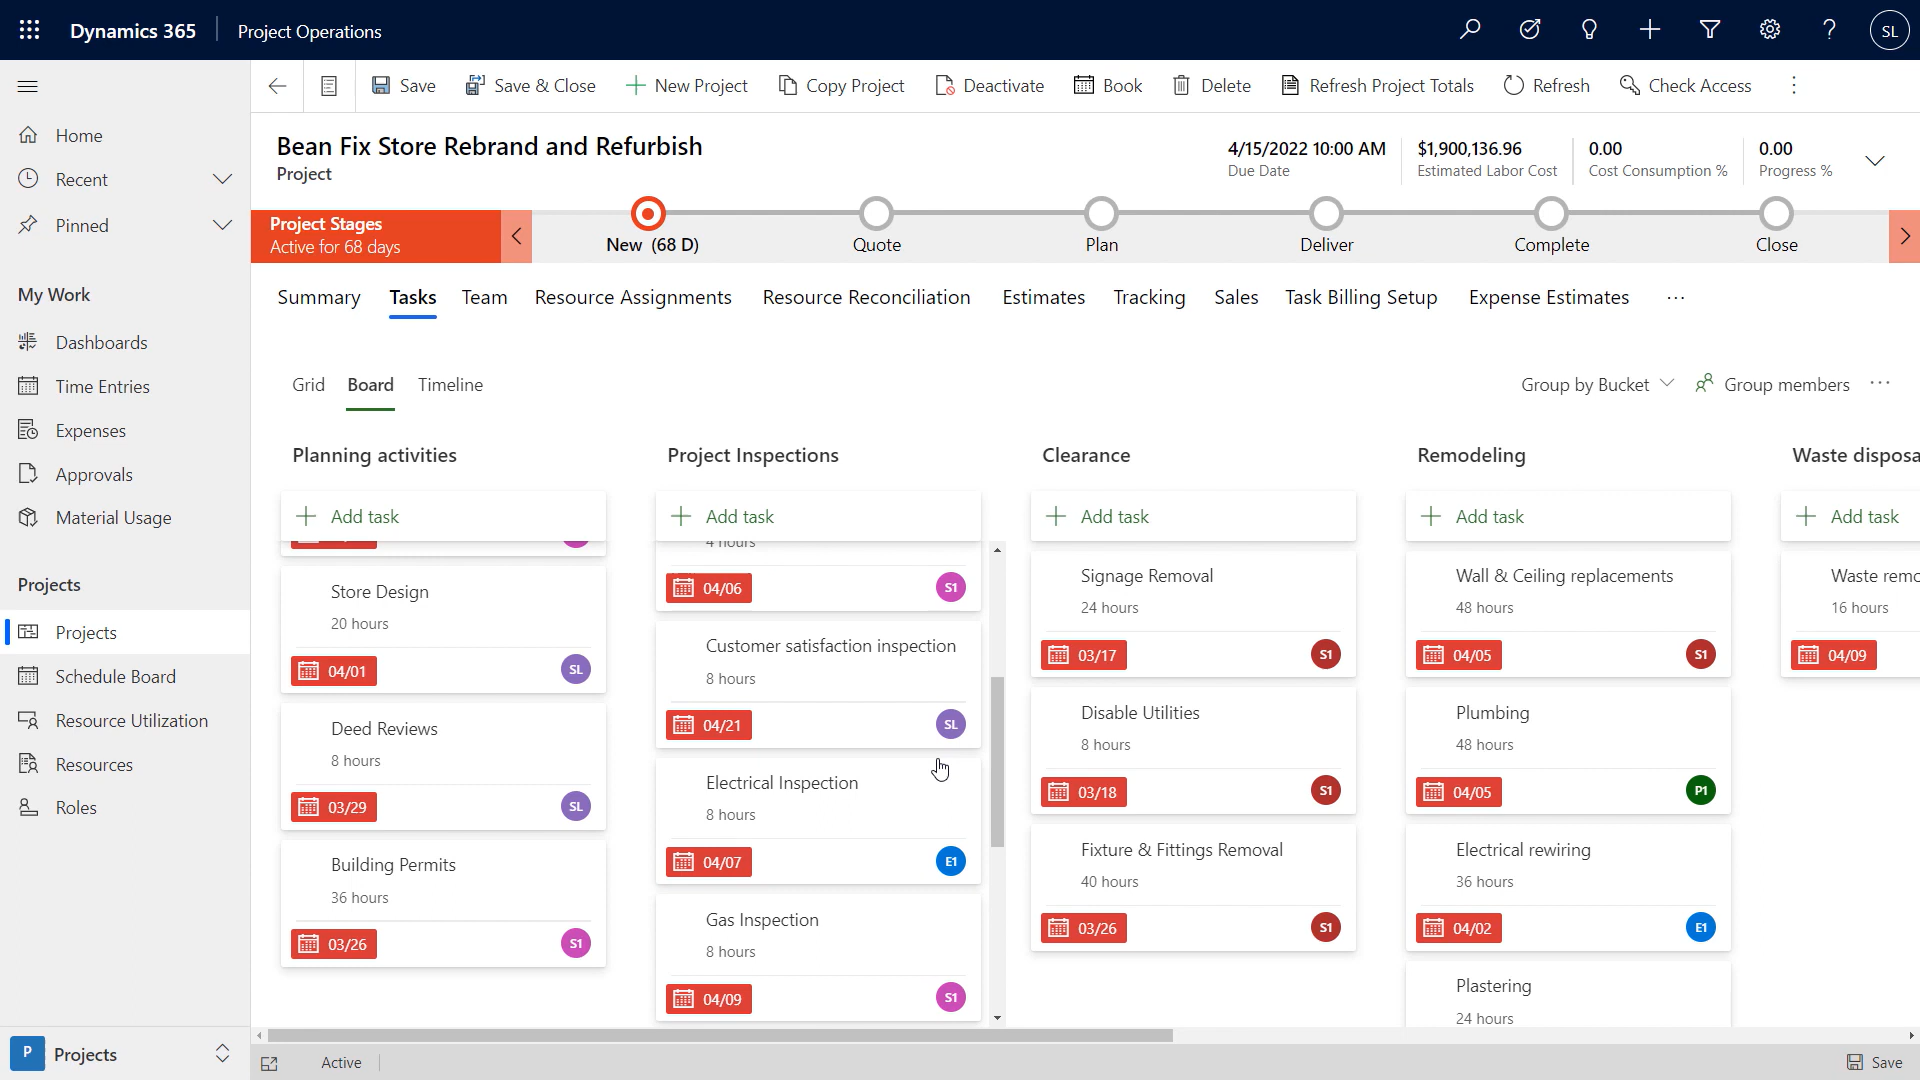 Dynamics 365 Project Operations
SL
Save Save & Close New Project Copy Project Deactivate Book Delete Refresh Project Totals Refresh Check Access
Home
Recent
Pinned
My Work
Dashboards
Time Entries
Expenses
Approvals
Material Usage
Projects
Projects
Schedule Board
Resource Utilization
Resources
Roles
P Projects
Bean Fix Store Rebrand and Refurbish
Project
4/15/2022 10:00 AM
Due Date
$1,900,136.96
Estimated Labor Cost
0.00
Cost Consumption %
0.00
Progress %
Project Stages
Active for 68 days
New (68 D) Quote Plan Deliver Complete Close
Summary Tasks Team Resource Assignments Resource Reconciliation Estimates Tracking Sales Task Billing Setup Expense Estimates ...
Grid Board Timeline
Group by Bucket Group members ...
Planning activities
Add task
Store Design
20 hours
04/01 SL
Deed Reviews
8 hours
03/29 SL
Building Permits
36 hours
03/26 S1
Project Inspections
Add task
4 hours
04/06 S1
Customer satisfaction inspection
8 hours
04/21 SL
Electrical Inspection
8 hours
04/07 E1
Gas Inspection
8 hours
04/09 S1
Clearance
Add task
Signage Removal
24 hours
03/17 S1
Disable Utilities
8 hours
03/18 S1
Fixture & Fittings Removal
40 hours
03/26 S1
Remodeling
Add task
Wall & Ceiling replacements
48 hours
04/05 S1
Plumbing
48 hours
04/05 P1
Electrical rewiring
36 hours
04/02 E1
Plastering
24 hours
Waste disposa
Add task
Waste remo
16 hours
04/09
Active
Save